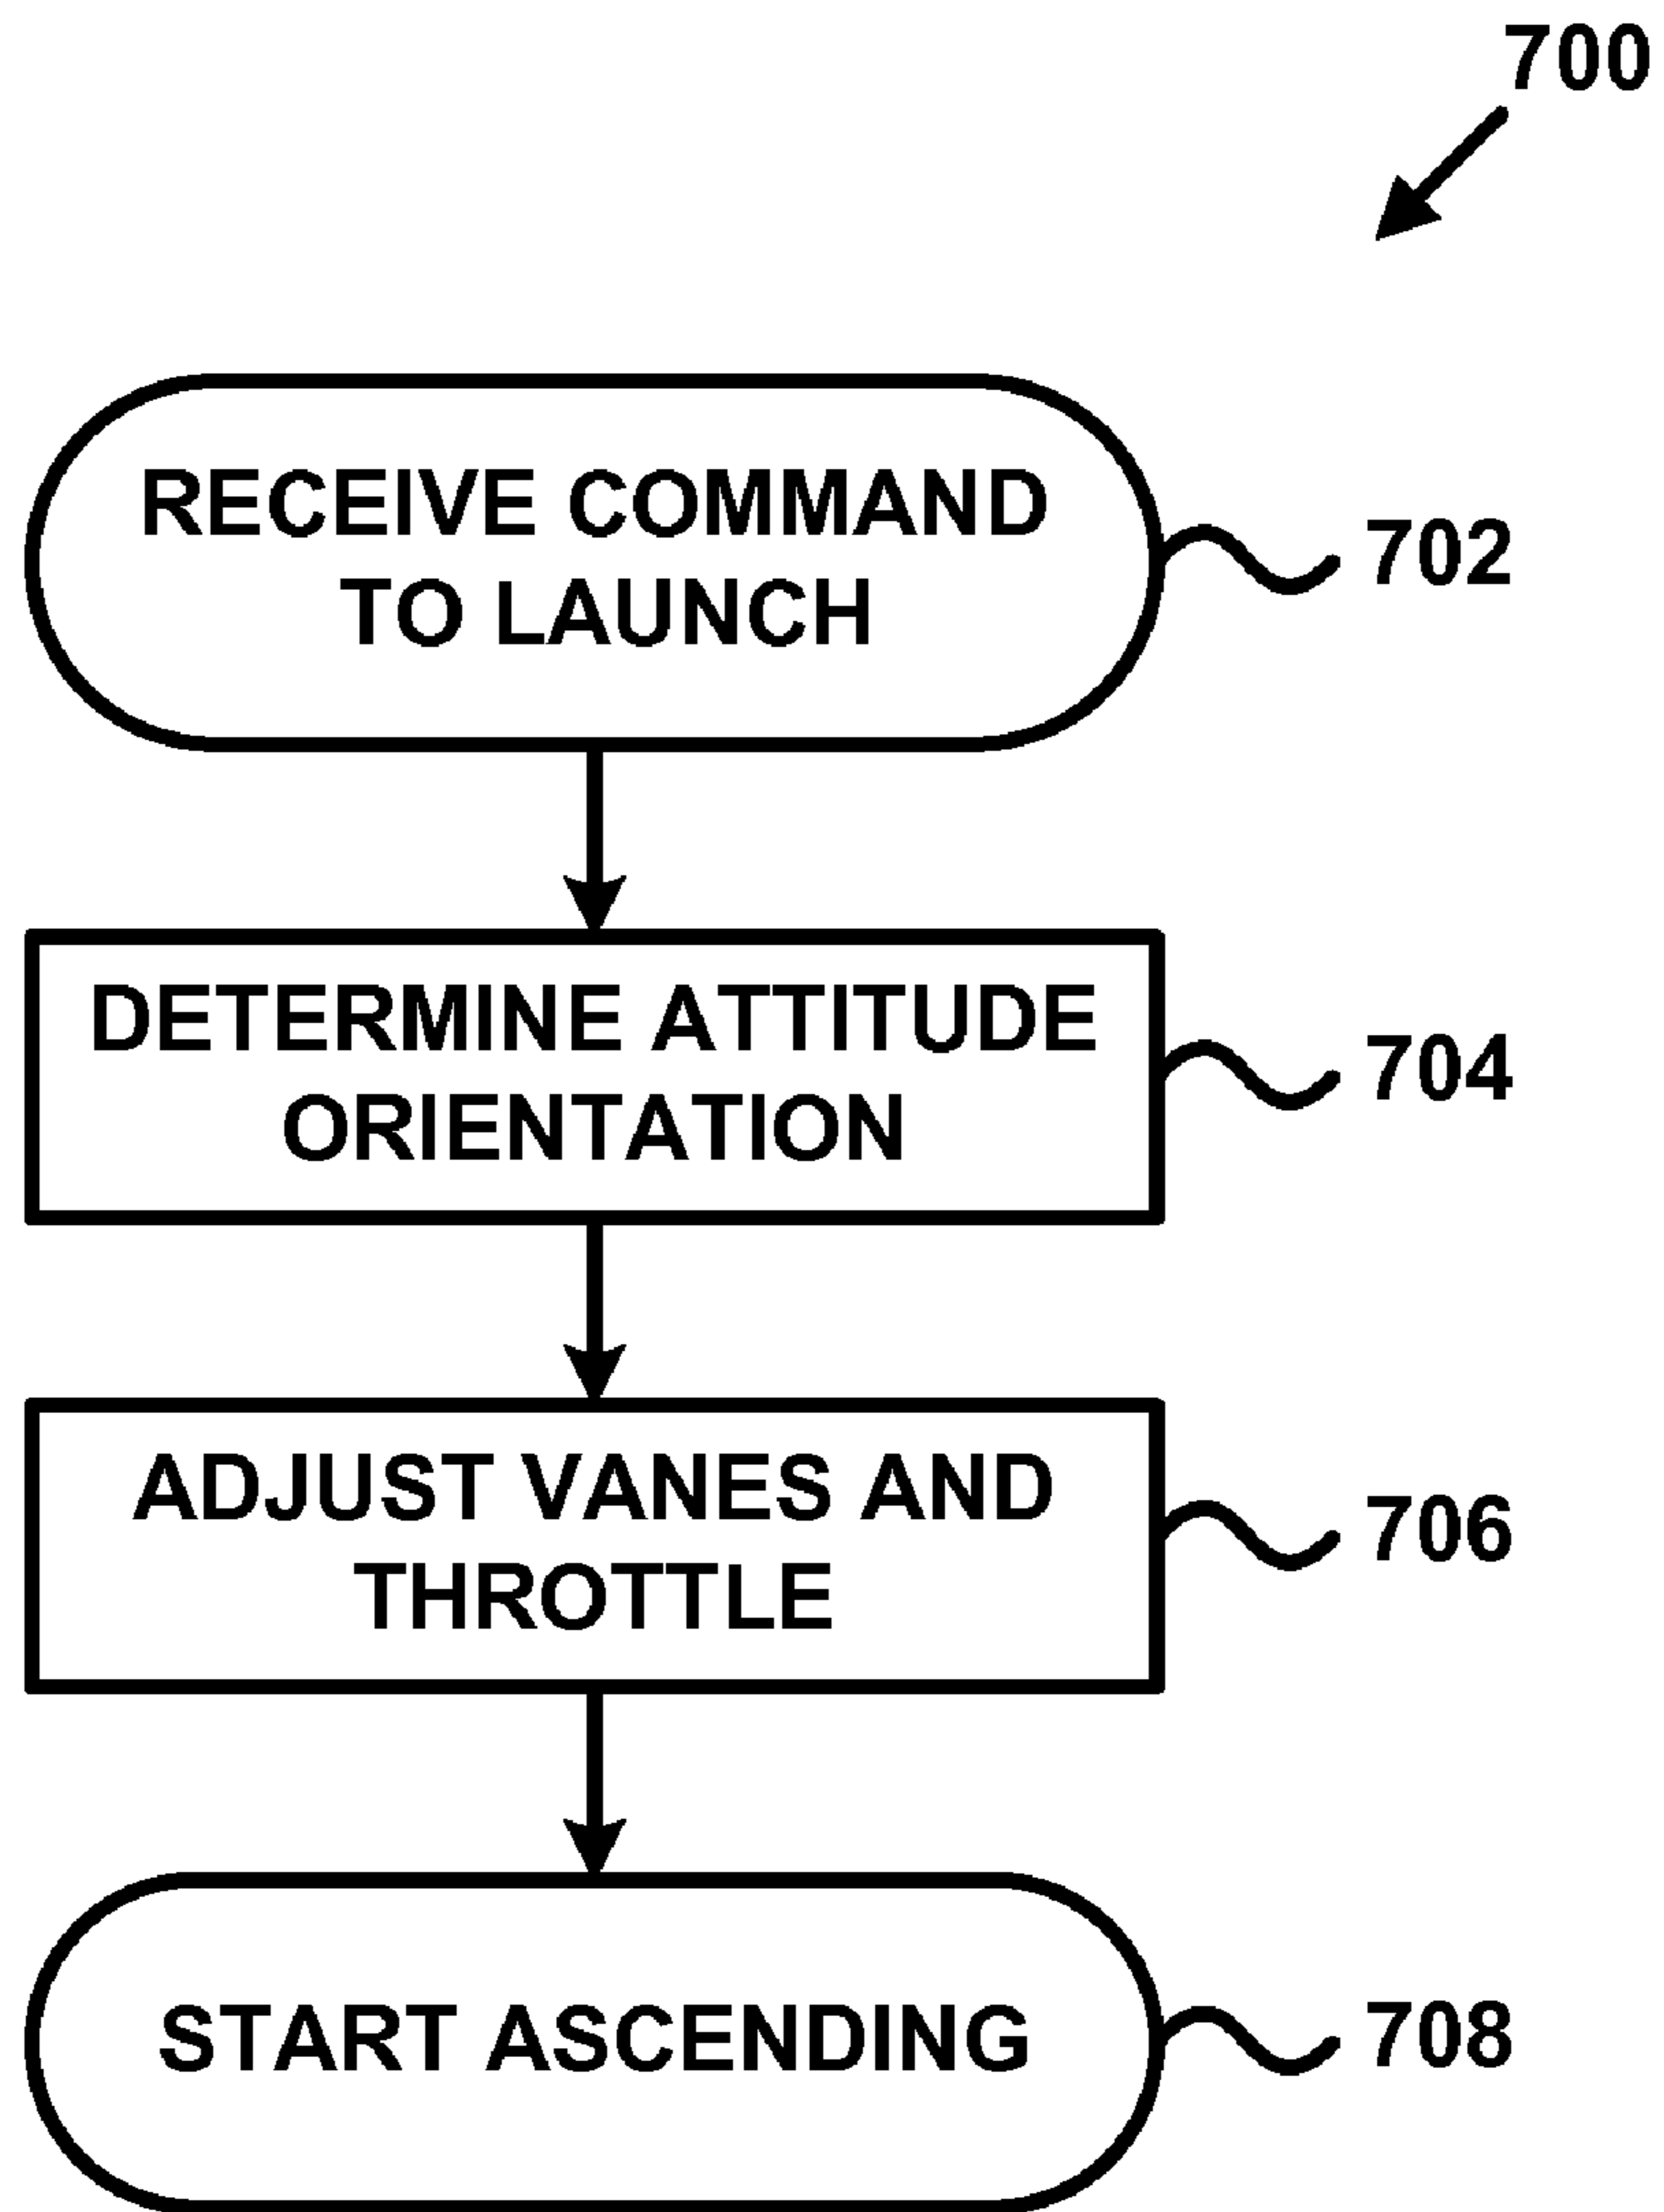 700
RECEIVE COMMAND
TO LAUNCH
702
DETERMINE ATTITUDE
ORIENTATION
704
ADJUST VANES AND
THROTTLE
706
START ASCENDING
708